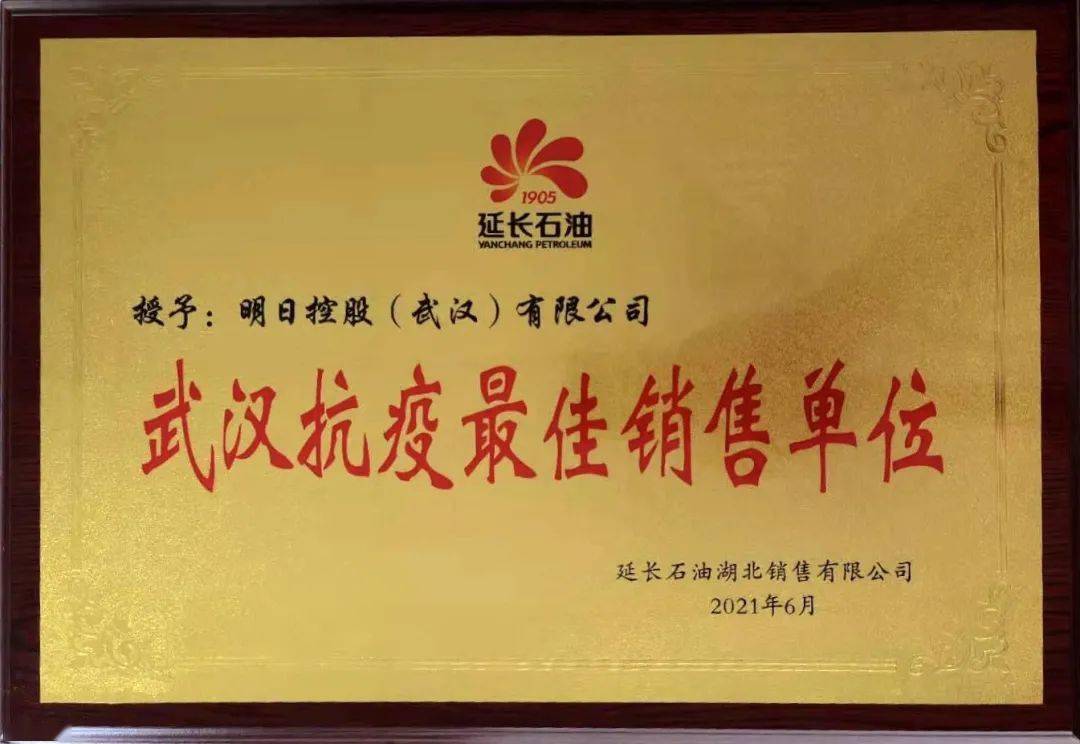 1905
延长石油
YANCHANG PETROLEUM
授予：明日控股（武汉）有限公司
武汉抗疫最佳销售单位
延长石油湖北销售有限公司
2021年6月